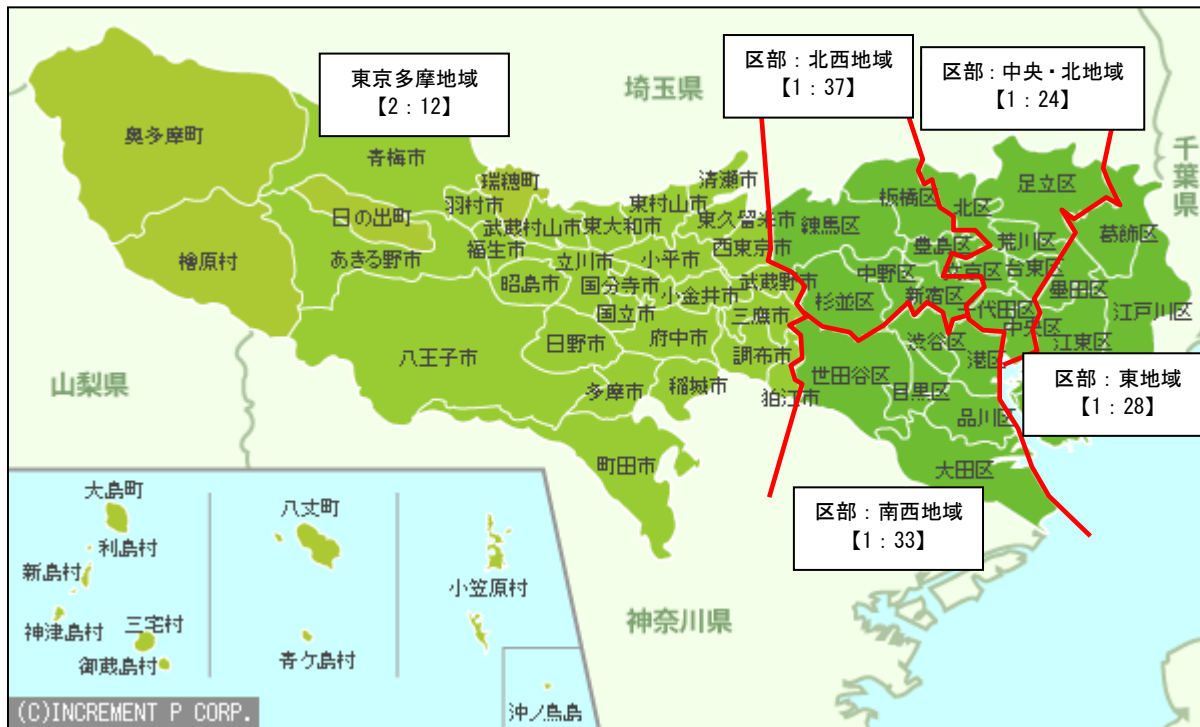 東京多摩地域
【2：12】
区部：北西地域
【1：37】
区部：中央・北地域
【1：24】
埼玉県
千葉県
奥多摩町
青梅市
瑞穂町
清瀬市
板橋区
北区
足立区
羽村市
日の出町
東村山市
東久留米市
武蔵村山市
東大和市
練馬区
豊島区
荒川区
葛飾区
檜原村
あきる野市
福生市
立川市
小平市
西東京市
中野区
文京区
台東区
昭島市
国分寺市
小金井市
武蔵野市
杉並区
新宿区
墨田区
国立市
三鷹市
千代田区
中央区
江戸川区
八王子市
日野市
府中市
調布市
渋谷区
港区
江東区
山梨県
多摩市
稲城市
狛江市
世田谷区
目黒区
区部：東地域
【1：28】
品川区
町田市
大田区
区部：南西地域
【1：33】
大島町
利島村
新島村
神津島村
三宅村
御蔵島村
八丈町
青ケ島村
小笠原村
沖ノ鳥島
神奈川県
(C)INCREMENT P CORP.